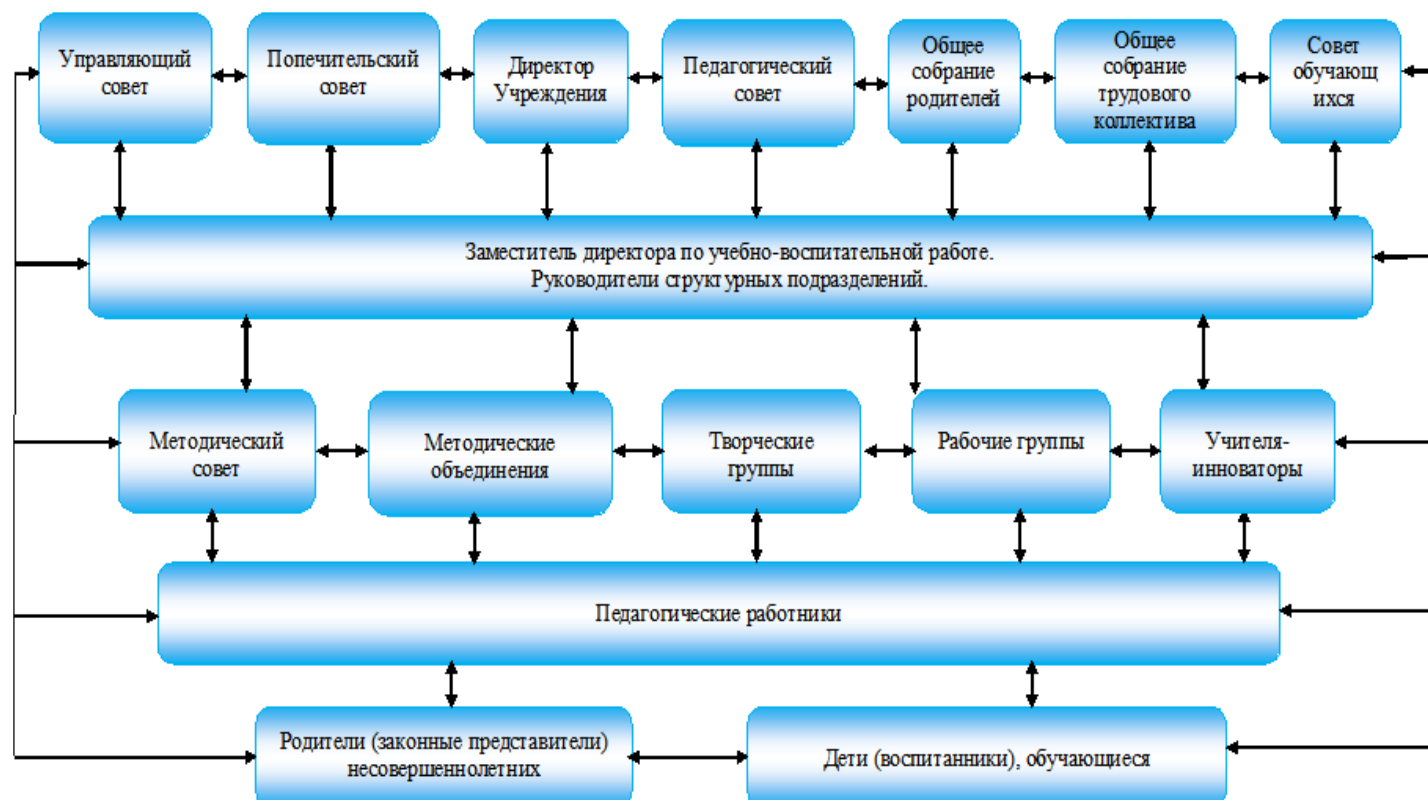 Управляющий
совет
Попечительский
совет
Директор
Учреждения
Педагогический
совет
Общее
собрание
родителей
Общее
собрание
трудового
коллектива
Совет
обучающ
ихся
Заместитель директора по учебно-воспитательной работе.
Руководители структурных подразделений.
Методический
совет
Методические
объединения
Творческие
группы
Рабочие группы
Учителя-
инноваторы
Педагогические работники
Родители (законные представители)
несовершеннолетних
Дети (воспитанники), обучающиеся